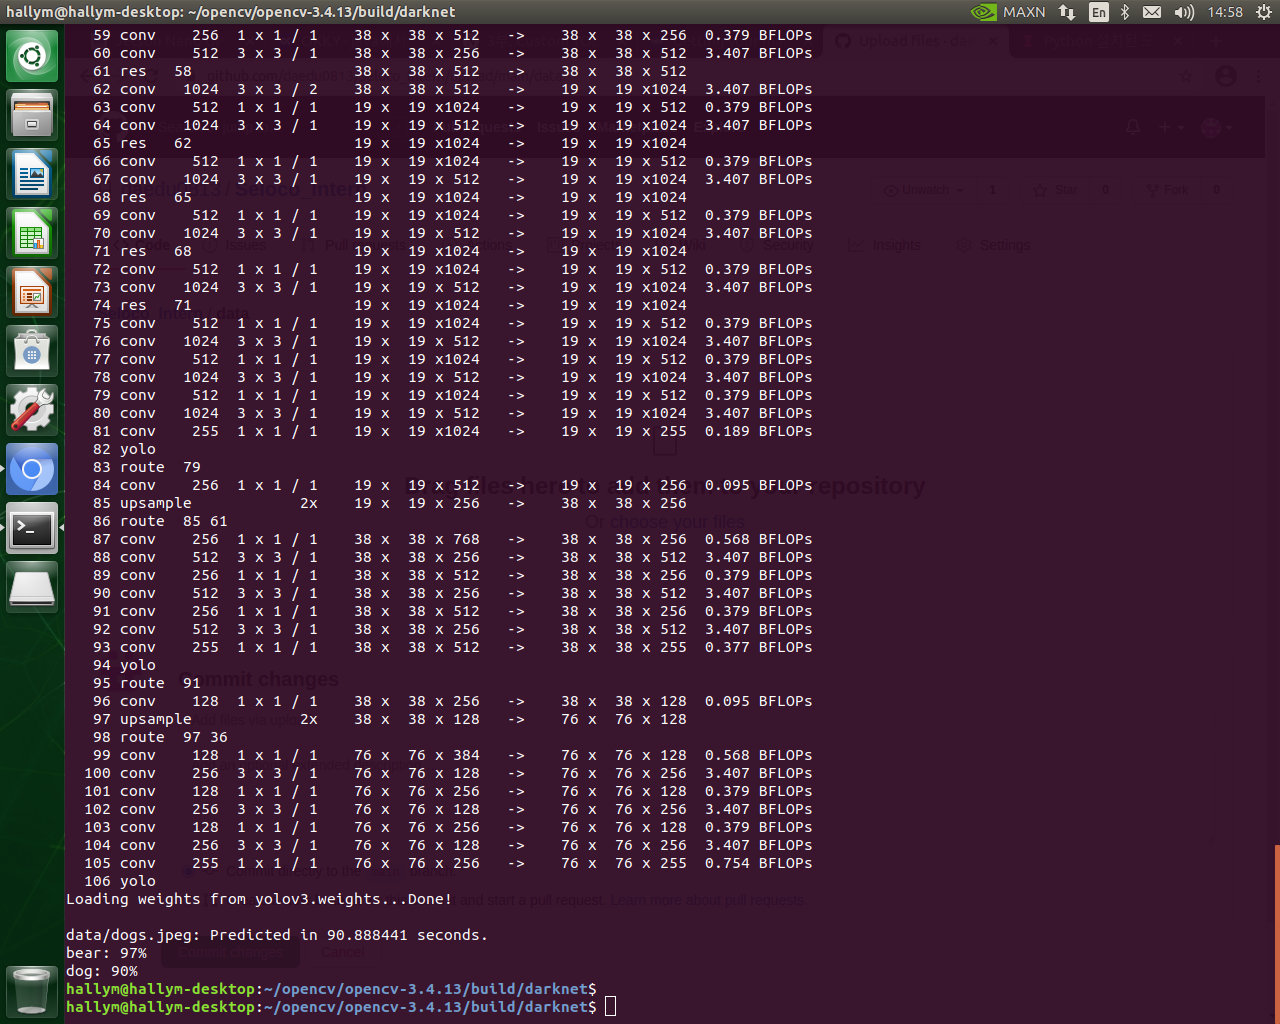 hallym@hallym-desktop: ~/opencv/opencv-3.4.13/build/darknet MAXN En 14:58
59 conv 256 1 x 1 / 1 38 x 38 x 512 -> 38 x 38 x 256 0.379 BFLOPs
60 conv 512 3 x 3 / 1 38 x 38 x 256 -> 38 x 38 x 512 3.407 BFLOPs
61 res 58 38 x 38 x 512 -> 38 x 38 x 512
62 conv 1024 3 x 3 / 2 38 x 38 x 512 -> 19 x 19 x1024 3.407 BFLOPs
63 conv 512 1 x 1 / 1 19 x 19 x1024 -> 19 x 19 x 512 0.379 BFLOPs
64 conv 1024 3 x 3 / 1 19 x 19 x 512 -> 19 x 19 x1024 3.407 BFLOPs
65 res 62 19 x 19 x1024 -> 19 x 19 x1024
66 conv 512 1 x 1 / 1 19 x 19 x1024 -> 19 x 19 x 512 0.379 BFLOPs
67 conv 1024 3 x 3 / 1 19 x 19 x 512 -> 19 x 19 x1024 3.407 BFLOPs
68 res 65 19 x 19 x1024 -> 19 x 19 x1024
69 conv 512 1 x 1 / 1 19 x 19 x1024 -> 19 x 19 x 512 0.379 BFLOPs
70 conv 1024 3 x 3 / 1 19 x 19 x 512 -> 19 x 19 x1024 3.407 BFLOPs
71 res 68 19 x 19 x1024 -> 19 x 19 x1024
72 conv 512 1 x 1 / 1 19 x 19 x1024 -> 19 x 19 x 512 0.379 BFLOPs
73 conv 1024 3 x 3 / 1 19 x 19 x 512 -> 19 x 19 x1024 3.407 BFLOPs
74 res 71 19 x 19 x1024 -> 19 x 19 x1024
75 conv 512 1 x 1 / 1 19 x 19 x1024 -> 19 x 19 x 512 0.379 BFLOPs
76 conv 1024 3 x 3 / 1 19 x 19 x 512 -> 19 x 19 x1024 3.407 BFLOPs
77 conv 512 1 x 1 / 1 19 x 19 x1024 -> 19 x 19 x 512 0.379 BFLOPs
78 conv 1024 3 x 3 / 1 19 x 19 x 512 -> 19 x 19 x1024 3.407 BFLOPs
79 conv 512 1 x 1 / 1 19 x 19 x1024 -> 19 x 19 x 512 0.379 BFLOPs
80 conv 1024 3 x 3 / 1 19 x 19 x 512 -> 19 x 19 x1024 3.407 BFLOPs
81 conv 255 1 x 1 / 1 19 x 19 x1024 -> 19 x 19 x 255 0.189 BFLOPs
82 yolo
83 route 79
84 conv 256 1 x 1 / 1 19 x 19 x 512 -> 19 x 19 x 256 0.095 BFLOPs
85 upsample 2x 19 x 19 x 256 -> 38 x 38 x 256
86 route 85 61
87 conv 256 1 x 1 / 1 38 x 38 x 768 -> 38 x 38 x 256 0.568 BFLOPs
88 conv 512 3 x 3 / 1 38 x 38 x 256 -> 38 x 38 x 512 3.407 BFLOPs
89 conv 256 1 x 1 / 1 38 x 38 x 512 -> 38 x 38 x 256 0.379 BFLOPs
90 conv 512 3 x 3 / 1 38 x 38 x 256 -> 38 x 38 x 512 3.407 BFLOPs
91 conv 256 1 x 1 / 1 38 x 38 x 512 -> 38 x 38 x 256 0.379 BFLOPs
92 conv 512 3 x 3 / 1 38 x 38 x 256 -> 38 x 38 x 512 3.407 BFLOPs
93 conv 255 1 x 1 / 1 38 x 38 x 512 -> 38 x 38 x 255 0.377 BFLOPs
94 yolo
95 route 91
96 conv 128 1 x 1 / 1 38 x 38 x 256 -> 38 x 38 x 128 0.095 BFLOPs
97 upsample 2x 38 x 38 x 128 -> 76 x 76 x 128
98 route 97 36
99 conv 128 1 x 1 / 1 76 x 76 x 384 -> 76 x 76 x 128 0.568 BFLOPs
100 conv 256 3 x 3 / 1 76 x 76 x 128 -> 76 x 76 x 256 3.407 BFLOPs
101 conv 128 1 x 1 / 1 76 x 76 x 256 -> 76 x 76 x 128 0.379 BFLOPs
102 conv 256 3 x 3 / 1 76 x 76 x 128 -> 76 x 76 x 256 3.407 BFLOPs
103 conv 128 1 x 1 / 1 76 x 76 x 256 -> 76 x 76 x 128 0.379 BFLOPs
104 conv 256 3 x 3 / 1 76 x 76 x 128 -> 76 x 76 x 256 3.407 BFLOPs
105 conv 255 1 x 1 / 1 76 x 76 x 256 -> 76 x 76 x 255 0.754 BFLOPs
106 yolo
Loading weights from yolov3.weights...Done!
data/dogs.jpeg: Predicted in 90.888441 seconds.
bear: 97%
dog: 90%
hallym@hallym-desktop:~/opencv/opencv-3.4.13/build/darknet$
hallym@hallym-desktop:~/opencv/opencv-3.4.13/build/darknet$